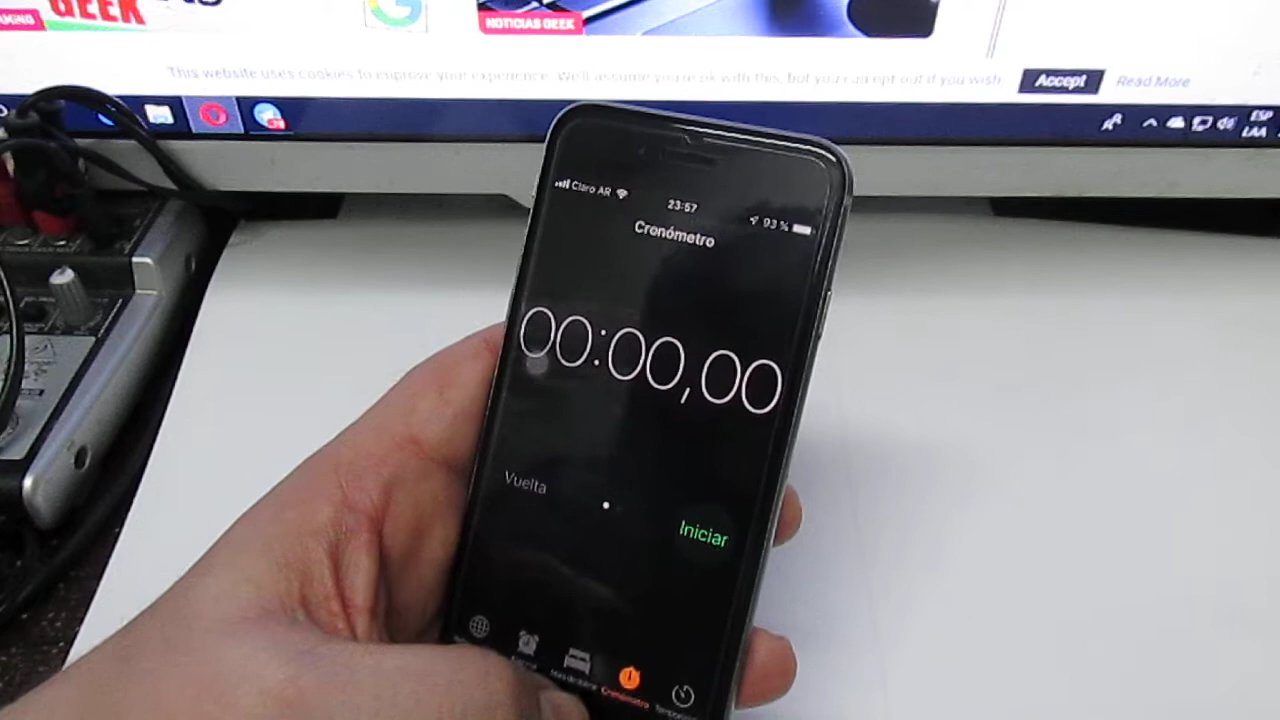 GEEK
NOTICIAS GEEK
This website uses cookies to improve your experience. We'll assume you're ok with this, but you can opt-out if you wish.
Accept
Read More
ESP
LAA
Claro AR
23:57
93 %
Cronómetro
00:00,00
Vuelta
Iniciar
Cronómetro